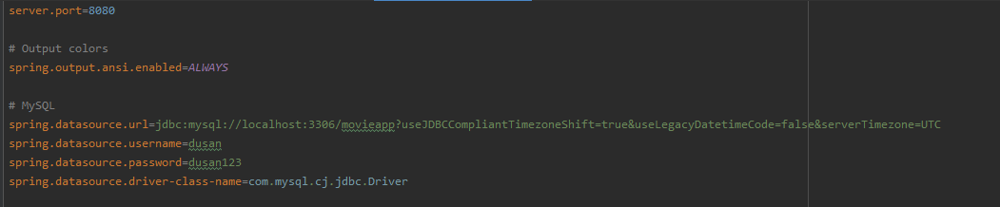 server.port=8080
# Output colors
spring.output.ansi.enabled=ALWAYS
# MySQL
spring.datasource.url=jdbc:mysql://localhost:3306/movieapp?useJDBCCompliantTimezoneShift=true&useLegacyDatetimeCode=false&serverTimezone=UTC
spring.datasource.username=dusan
spring.datasource.password=dusan123
spring.datasource.driver-class-name=com.mysql.cj.jdbc.Driver